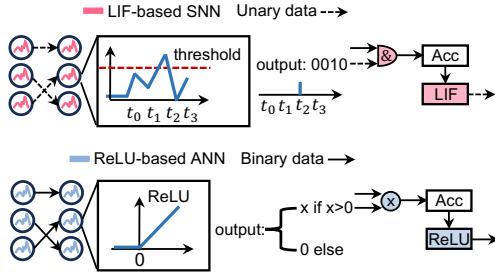 LIF-based SNN Unary data
threshold
t0 t1 t2 t3
output: 0010
t0 t1 t2 t3
&
Acc
LIF
ReLU-based ANN Binary data
ReLU
0
output:
x if x>0
0 else
x
Acc
ReLU